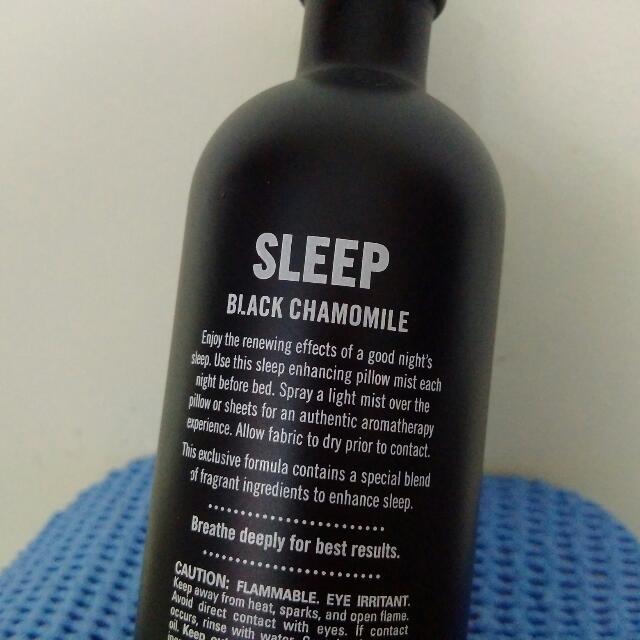 SLEEP
BLACK CHAMOMILE
Enjoy the renewing effects of a good night's
sleep. Use this sleep enhancing pillow mist each
night before bed. Spray a light mist over the
pillow or sheets for an authentic aromatherapy
experience. Allow fabric to dry prior to contact.
This exclusive formula contains a special blend
of fragrant ingredients to enhance sleep.
Breathe deeply for best results.
CAUTION: FLAMMABLE. EYE IRRITANT.
Keep away from heat, sparks, and open flame.
Avoid direct contact with eyes. If contact
occurs, rinse with water.
oil. Keep